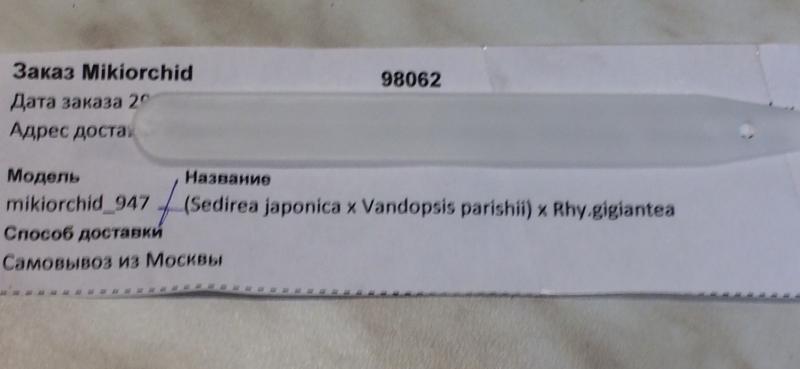 Заказ Mikiorchid 98062
Дата заказа
Адрес
Модель Название
mikiorchid_947 (Sedirea japonica x Vandopsis parishii) x Rhy.gigiantea
Способ доставки
Самовывоз из Москвы